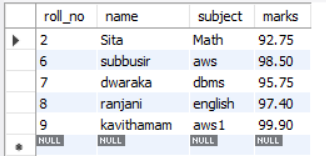 roll_no name subject marks
2 Sita Math 92.75
6 subbusir aws 98.50
7 dwaraka dbms 95.75
8 ranjani english 97.40
9 kavithamam aws1 99.90
NULL NULL NULL NULL